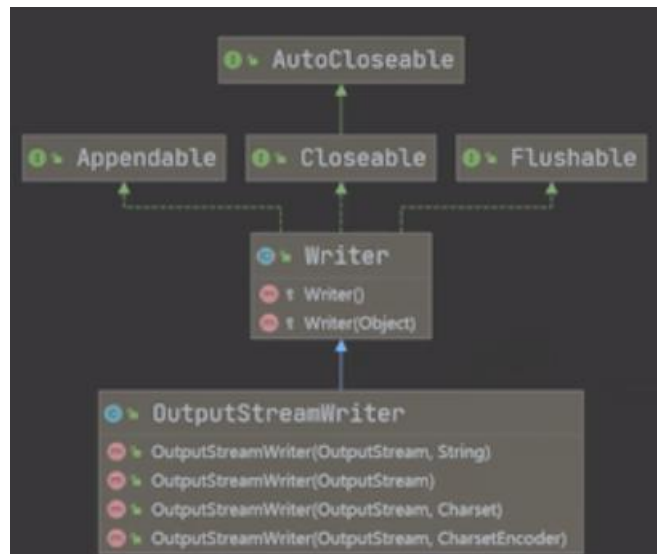 AutoCloseable
Appendable Closeable Flushable
Writer
Writer()
Writer(Object)
OutputStreamWriter
OutputStreamWriter(OutputStream, String)
OutputStreamWriter(OutputStream)
OutputStreamWriter(OutputStream, Charset)
OutputStreamWriter(OutputStream, CharsetEncoder)